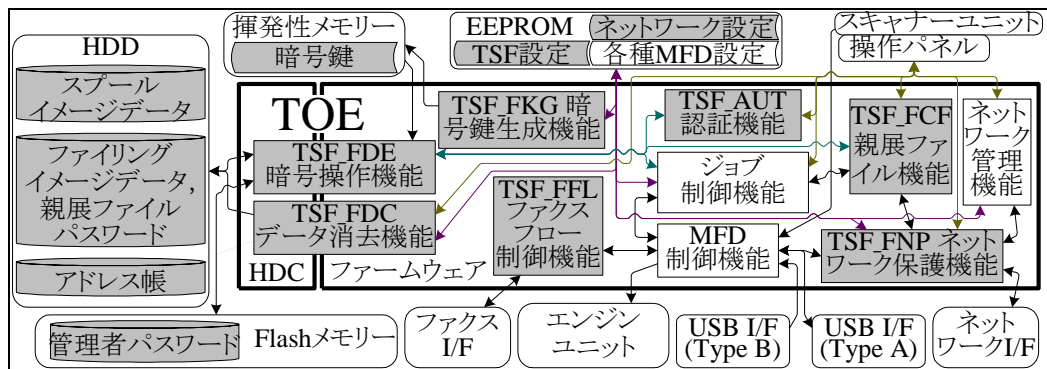 HDD
スプール
イメージデータ
ファイリング
イメージデータ,
親展ファイル
パスワード
アドレス帳
揮発性メモリー
暗号鍵
EEPROM
ネットワーク設定
TSF設定
各種MFD設定
スキャナーユニット
操作パネル
TOE
TSF_FKG 暗
号鍵生成機能
TSF_AUT
認証機能
TSF_FCF
親展ファ
イル機能
ネット
ワーク
管理
機能
TSF_FDE
暗号操作機能
ジョブ
制御機能
TSF_FDC
データ消去機能
TSF_FFL
ファクス
フロー
制御機能
MFD
制御機能
TSF_FNP ネット
ワーク保護機能
HDC
ファームウェア
管理者パスワード
Flashメモリー
ファクス
I/F
エンジン
ユニット
USB I/F
(Type B)
USB I/F
(Type A)
ネット
ワークI/F